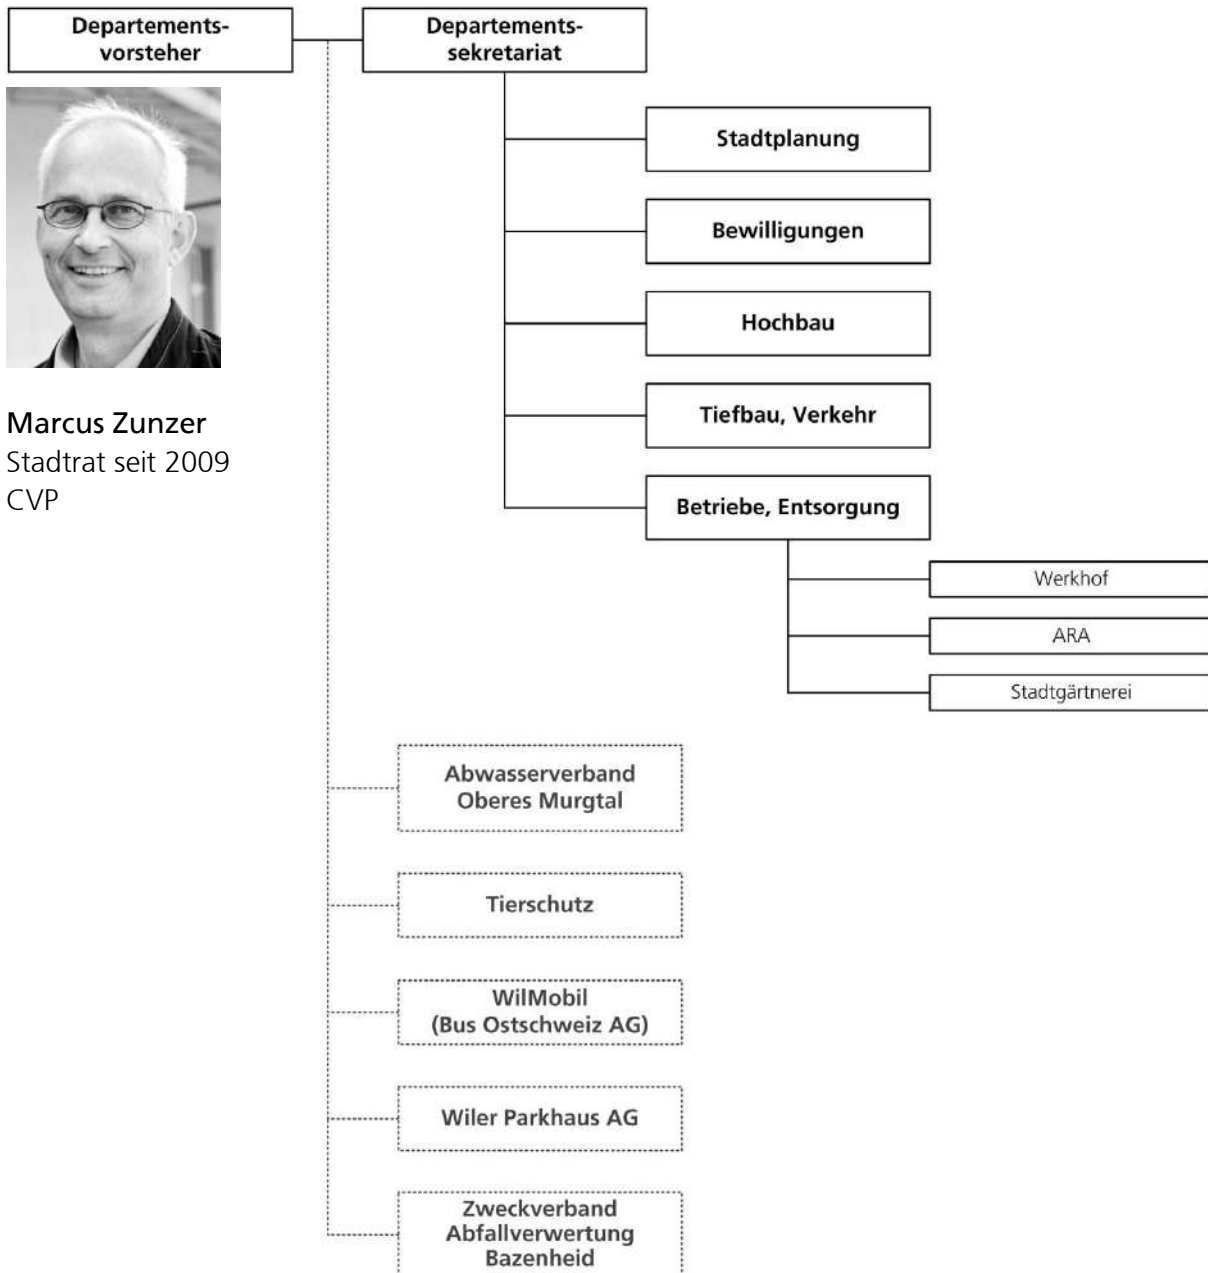 Departements-
vorsteher
Departements-
sekretariat
Stadtplanung
Bewilligungen
Hochbau
Tiefbau, Verkehr
Betriebe, Entsorgung
Werkhof
ARA
Stadtgärtnerei
Marcus Zunzer
Stadtrat seit 2009
CVP
Abwasserverband
Oberes Murgtal
Tierschutz
WilMobil
(Bus Ostschweiz AG)
Wiler Parkhaus AG
Zweckverband
Abfallverwertung
Bazenheid